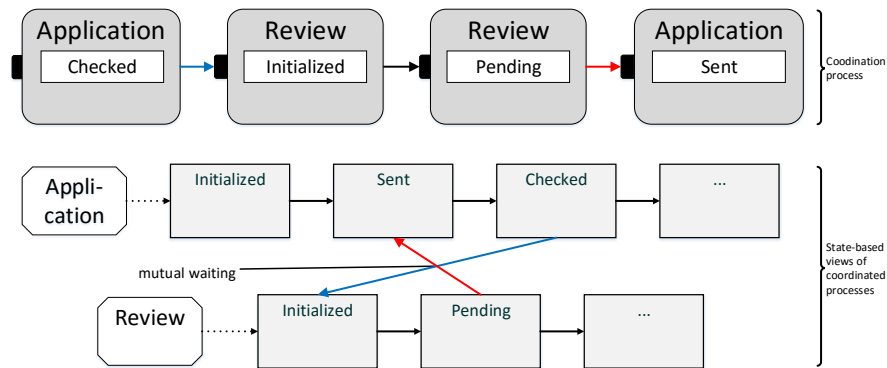 Application
Review
Review
Application
Checked
Initialized
Pending
Sent
Coodination
process
Appli-
cation
Initialized
Sent
Checked
...
mutual waiting
State-based
views of
coordinated
processes
Review
Initialized
Pending
...